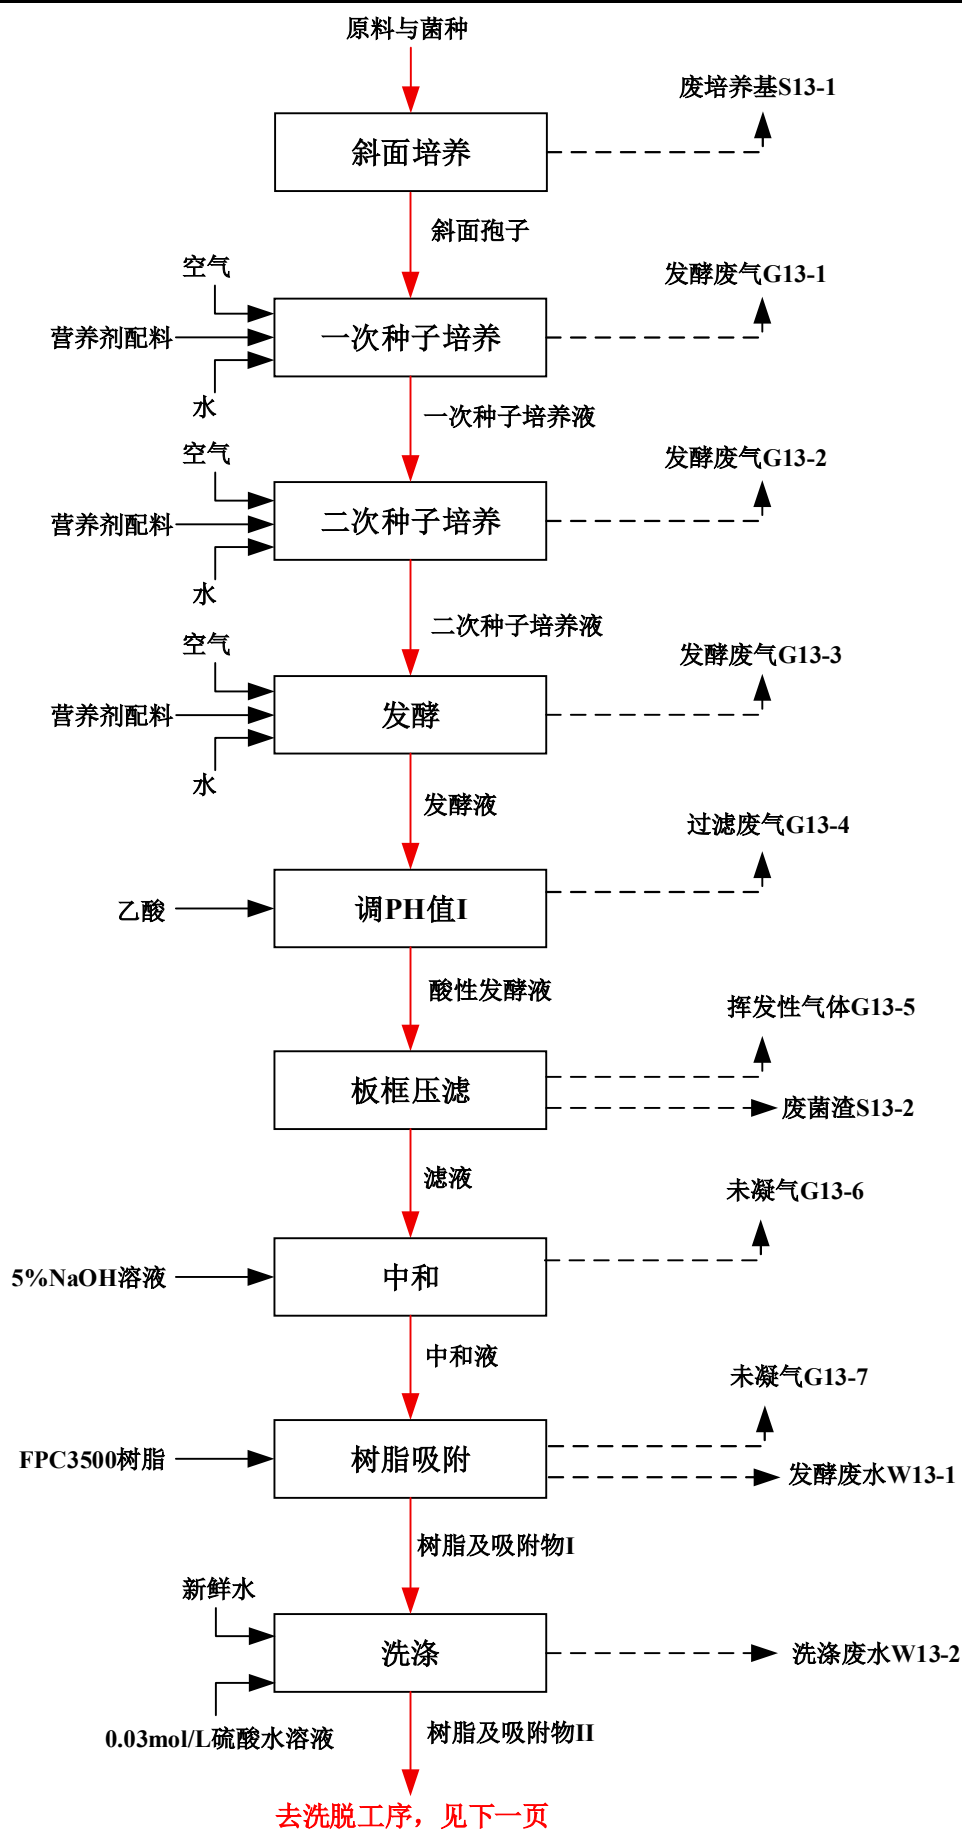 原料与菌种
废培养基S13-1
斜面培养
斜面孢子
空气
发酵废气G13-1
营养剂配料
一次种子培养
水
一次种子培养液
空气
发酵废气G13-2
营养剂配料
二次种子培养
水
二次种子培养液
空气
发酵废气G13-3
营养剂配料
发酵
水
发酵液
过滤废气G13-4
乙酸
调PH值I
酸性发酵液
挥发性气体G13-5
板框压滤
废菌渣S13-2
滤液
未凝气G13-6
5%NaOH溶液
中和
中和液
未凝气G13-7
FPC3500树脂
树脂吸附
发酵废水W13-1
树脂及吸附物I
新鲜水
洗涤
洗涤废水W13-2
0.03mol/L硫酸水溶液
树脂及吸附物II
去洗脱工序，见下一页